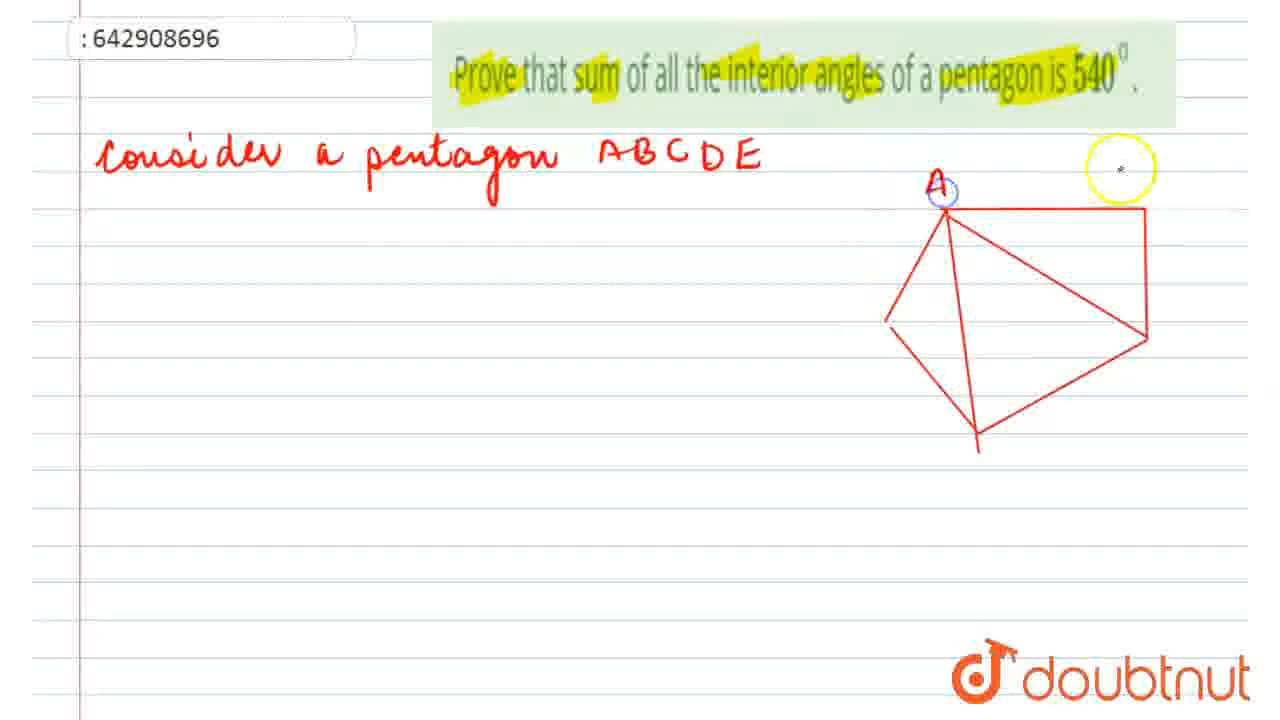 : 642908696
Prove that sum of all the interior angles of a pentagon is 540°.
Consider a pentagon ABCDE
A
doubtnut